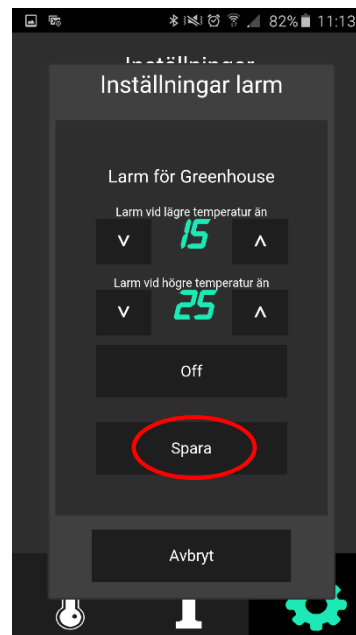 82% 11:13
Inställningar
Inställningar larm
Larm för Greenhouse
Larm vid lägre temperatur än
v 15 ʌ
Larm vid högre temperatur än
v 25 ʌ
Off
Spara
Avbryt